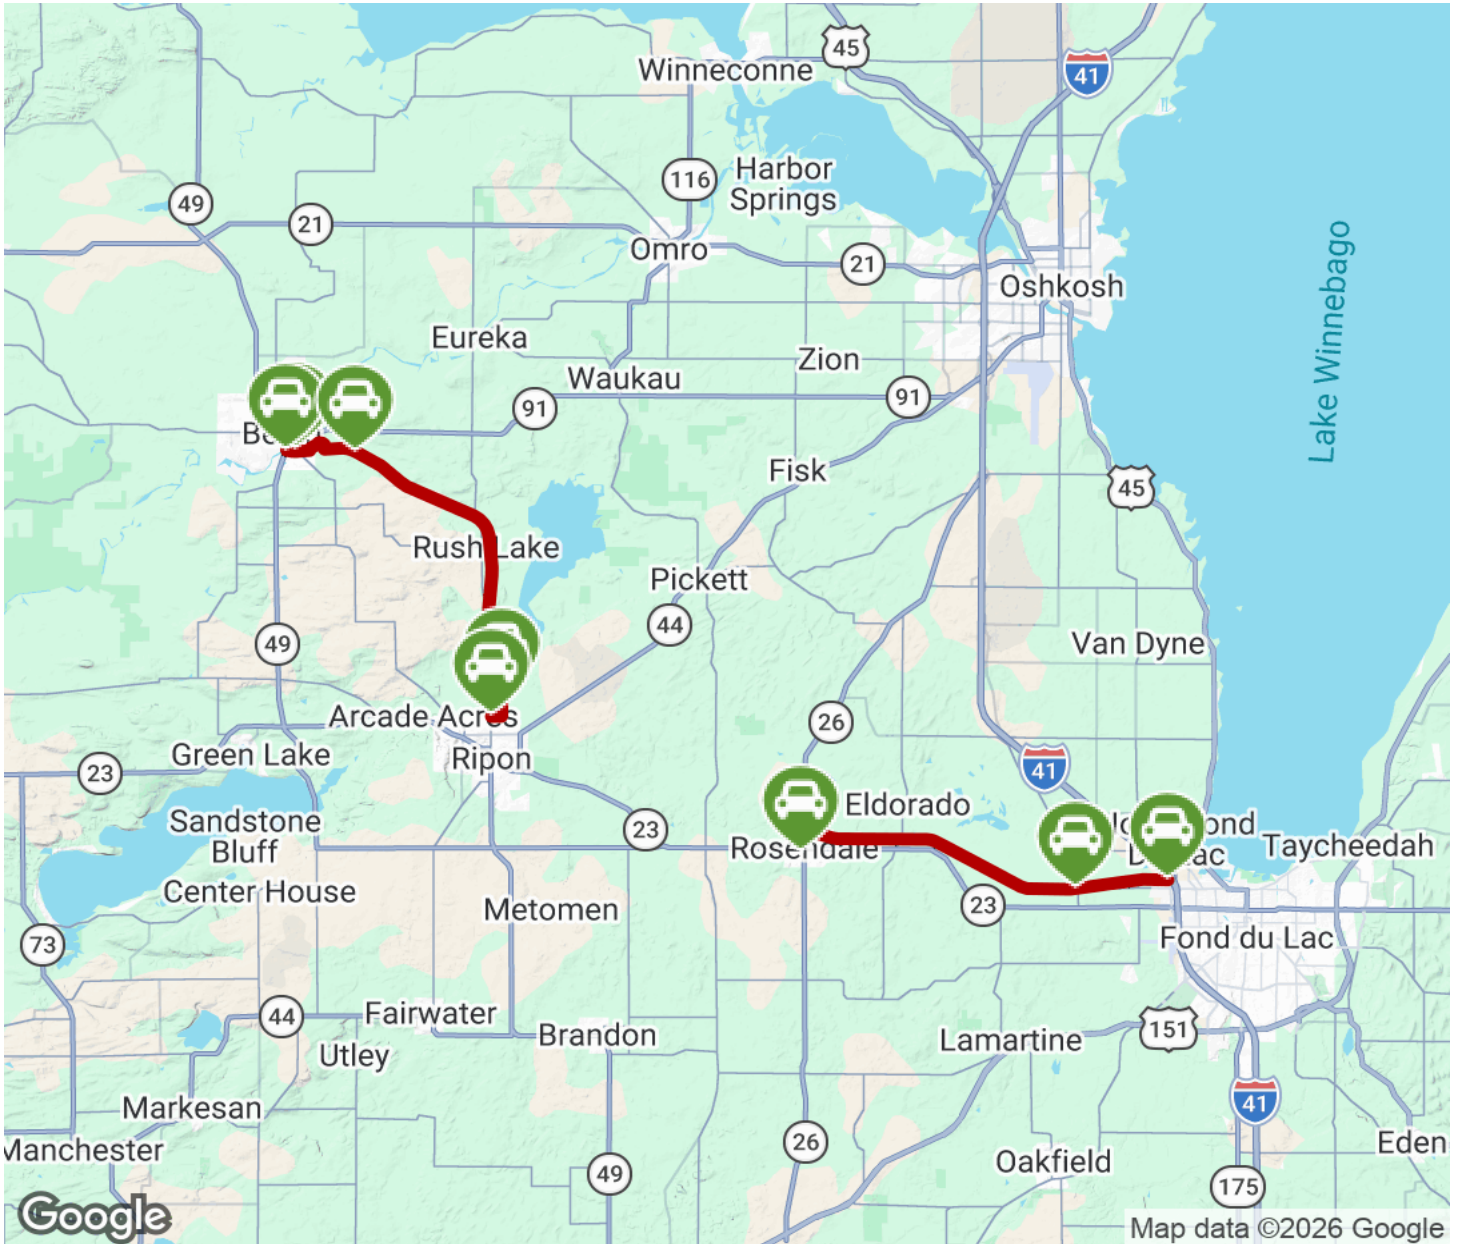 45
Winneconne
41
Harbor
Springs
116
49
21
Omro
21
Lake Winnebago
Oshkosh
Eureka
Zion
Waukau
91
91
Fisk
45
Rush Lake
Pickett
44
49
Van Dyne
Arcade Acres
26
Green Lake
Ripon
23
41
Eldorado
Sandstone
Bluff
23
Rosendale
Taycheedah
Center House
23
Metomen
73
Fond du Lac
44
Fairwater
Brandon
151
Lamartine
Utley
41
Markesan
Manchester
26
Eden
Oakfield
49
175
Google
Map data ©2026 Google